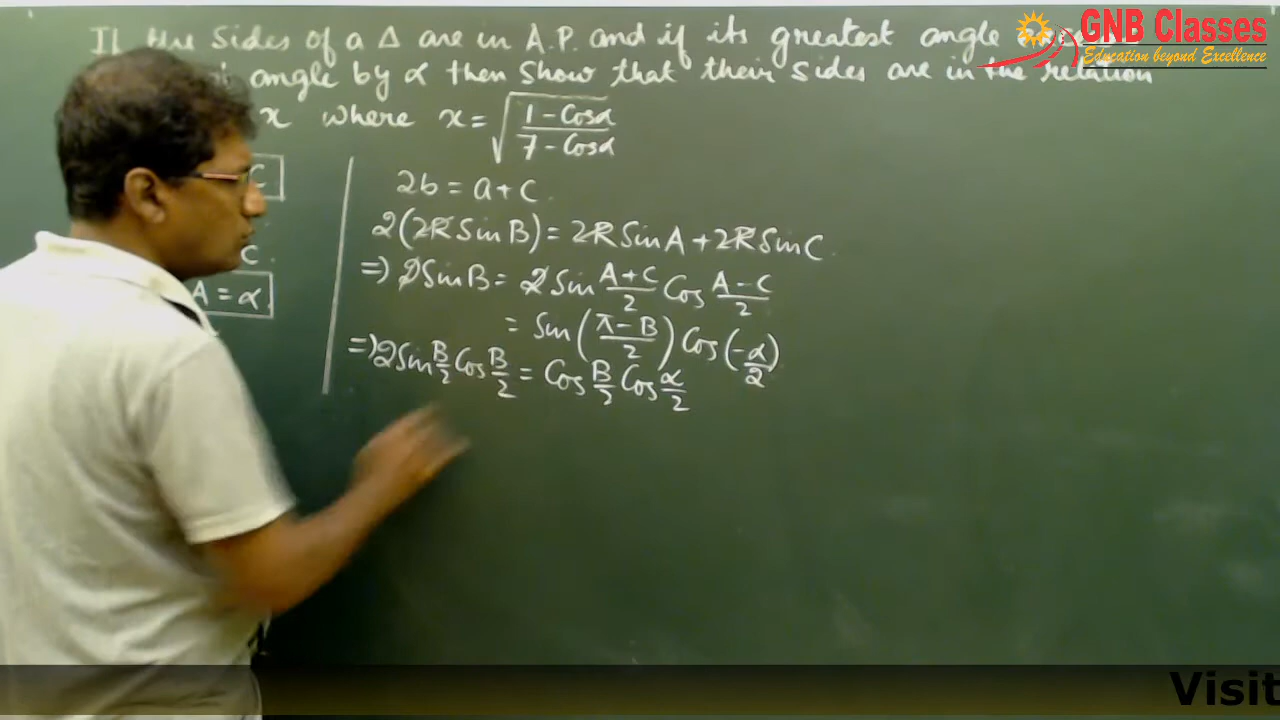 If the Sides of a Δ are in A.P. and if its greatest angle
angle by α then Show that their sides are in the relation
x where x = √((1 - Cosα)/(7 - Cosα))
C
C
A = α
2b = a + C.
2(2R Sin B) = 2R Sin A + 2R Sin C.
=) 2 Sin B = 2 Sin (A + C)/2 Cos (A - C)/2
= Sin ((π - B)/2) Cos (-α/2)
=) 2 Sin B/2 Cos B/2 = Cos B/2 Cos α/2
GNB Classes
Education beyond Excellence
Visit